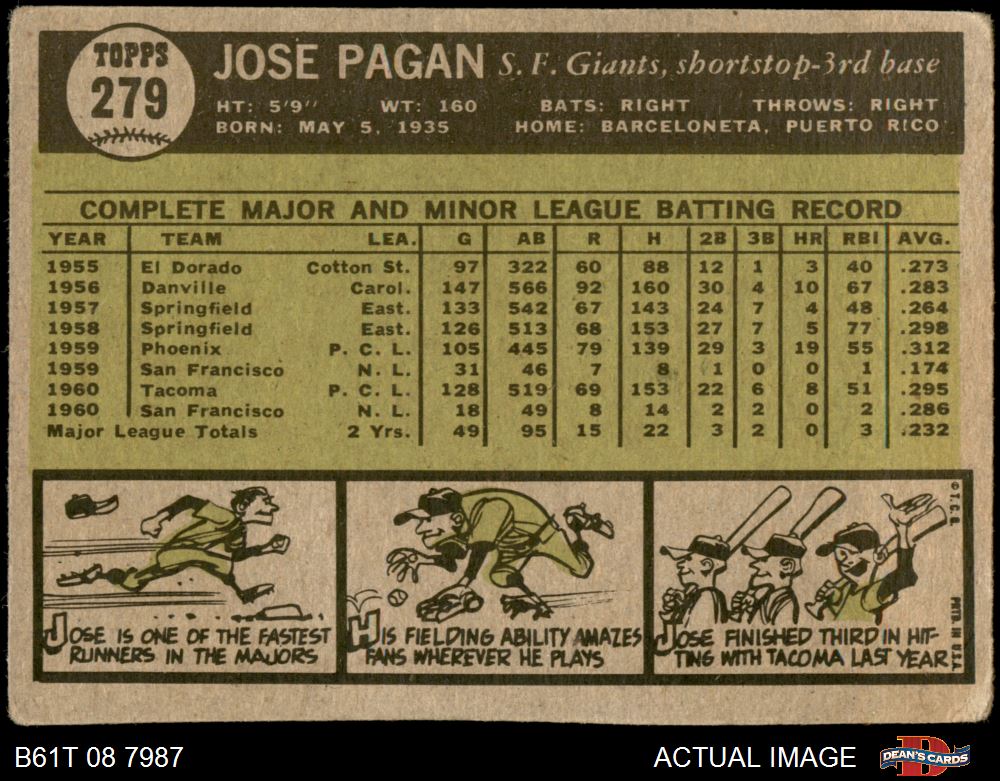 TOPPS
279
JOSE PAGAN S. F. Giants, shortstop-3rd base
HT: 5'9" WT: 160 BATS: RIGHT THROWS: RIGHT
BORN: MAY 5, 1935 HOME: BARCELONETA, PUERTO RICO
COMPLETE MAJOR AND MINOR LEAGUE BATTING RECORD
YEAR TEAM LEA. G AB R H 2B 3B HR RBI AVG.
1955 El Dorado Cotton St. 97 322 60 88 12 1 3 40 .273
1956 Danville Carol. 147 566 92 160 30 4 10 67 .283
1957 Springfield East. 133 542 67 143 24 7 4 48 .264
1958 Springfield East. 126 513 68 153 27 7 5 77 .298
1959 Phoenix P. C. L. 105 445 79 139 29 3 19 55 .312
1959 San Francisco N. L. 31 46 7 8 1 0 0 1 .174
1960 Tacoma P. C. L. 128 519 69 153 22 6 8 51 .295
1960 San Francisco N. L. 18 49 8 14 2 2 0 2 .286
Major League Totals 2 Yrs. 49 95 15 22 3 2 0 3 .232
JOSE IS ONE OF THE FASTEST
RUNNERS IN THE MAJORS
HIS FIELDING ABILITY AMAZES
FANS WHEREVER HE PLAYS
JOSE FINISHED THIRD IN HIT-
TING WITH TACOMA LAST YEAR
© T. C. G.
PRTD. IN U.S.A.
B61T 08 7987
ACTUAL IMAGE
DEAN'S CARDS